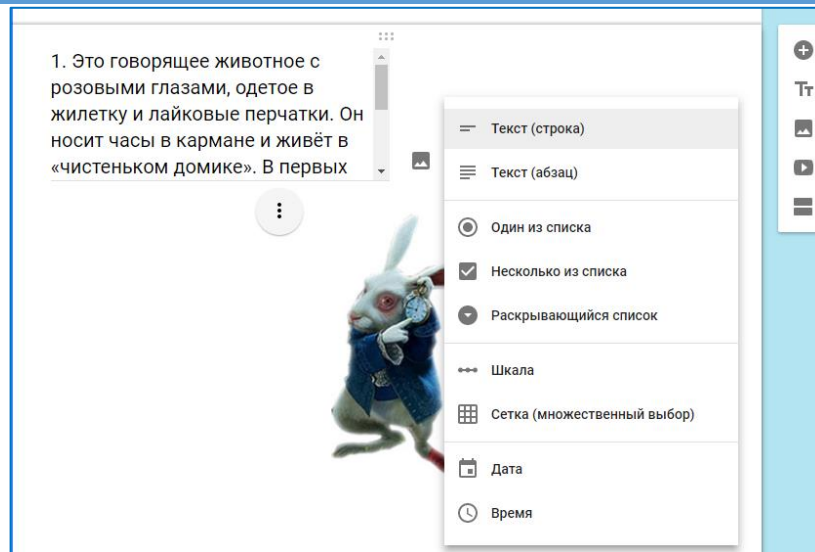 1. Это говорящее животное с
розовыми глазами, одетое в
жилетку и лайковые перчатки. Он
носит часы в кармане и живёт в
«чистеньком домике». В первых
Текст (строка)
Текст (абзац)
Один из списка
Несколько из списка
Раскрывающийся список
Шкала
Сетка (множественный выбор)
Дата
Время
Тт